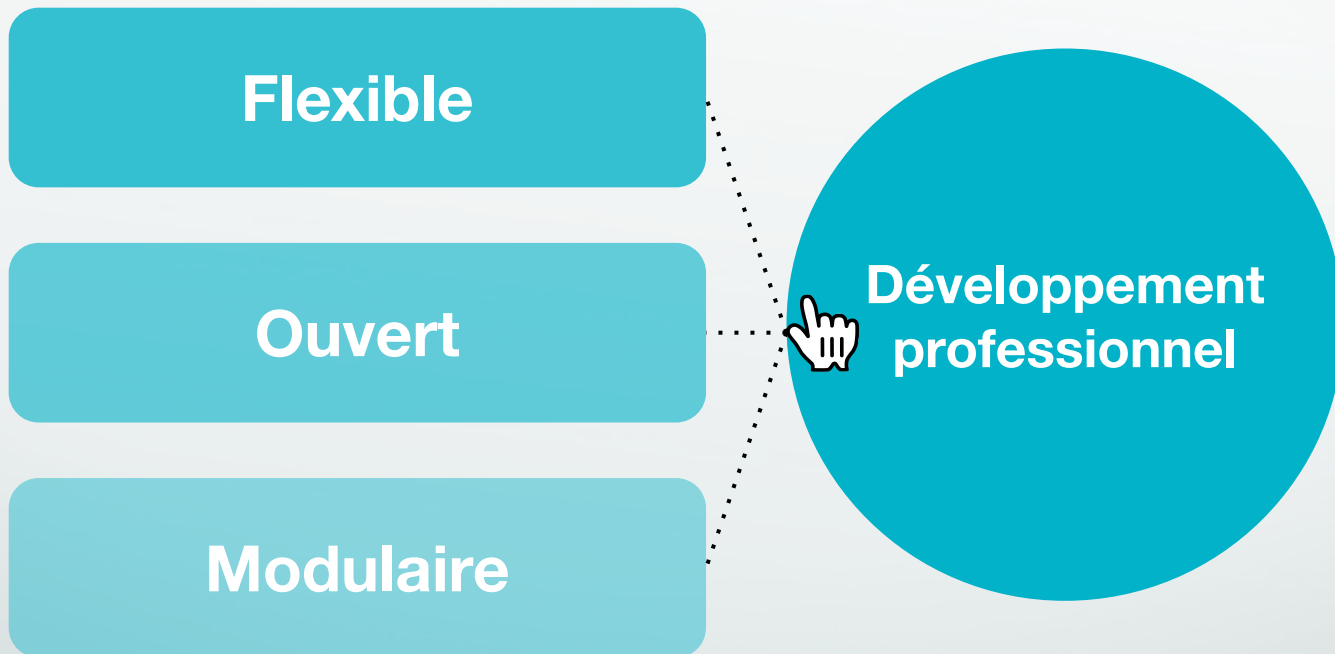 Flexible
Ouvert
Modulaire
Développement
professionnel